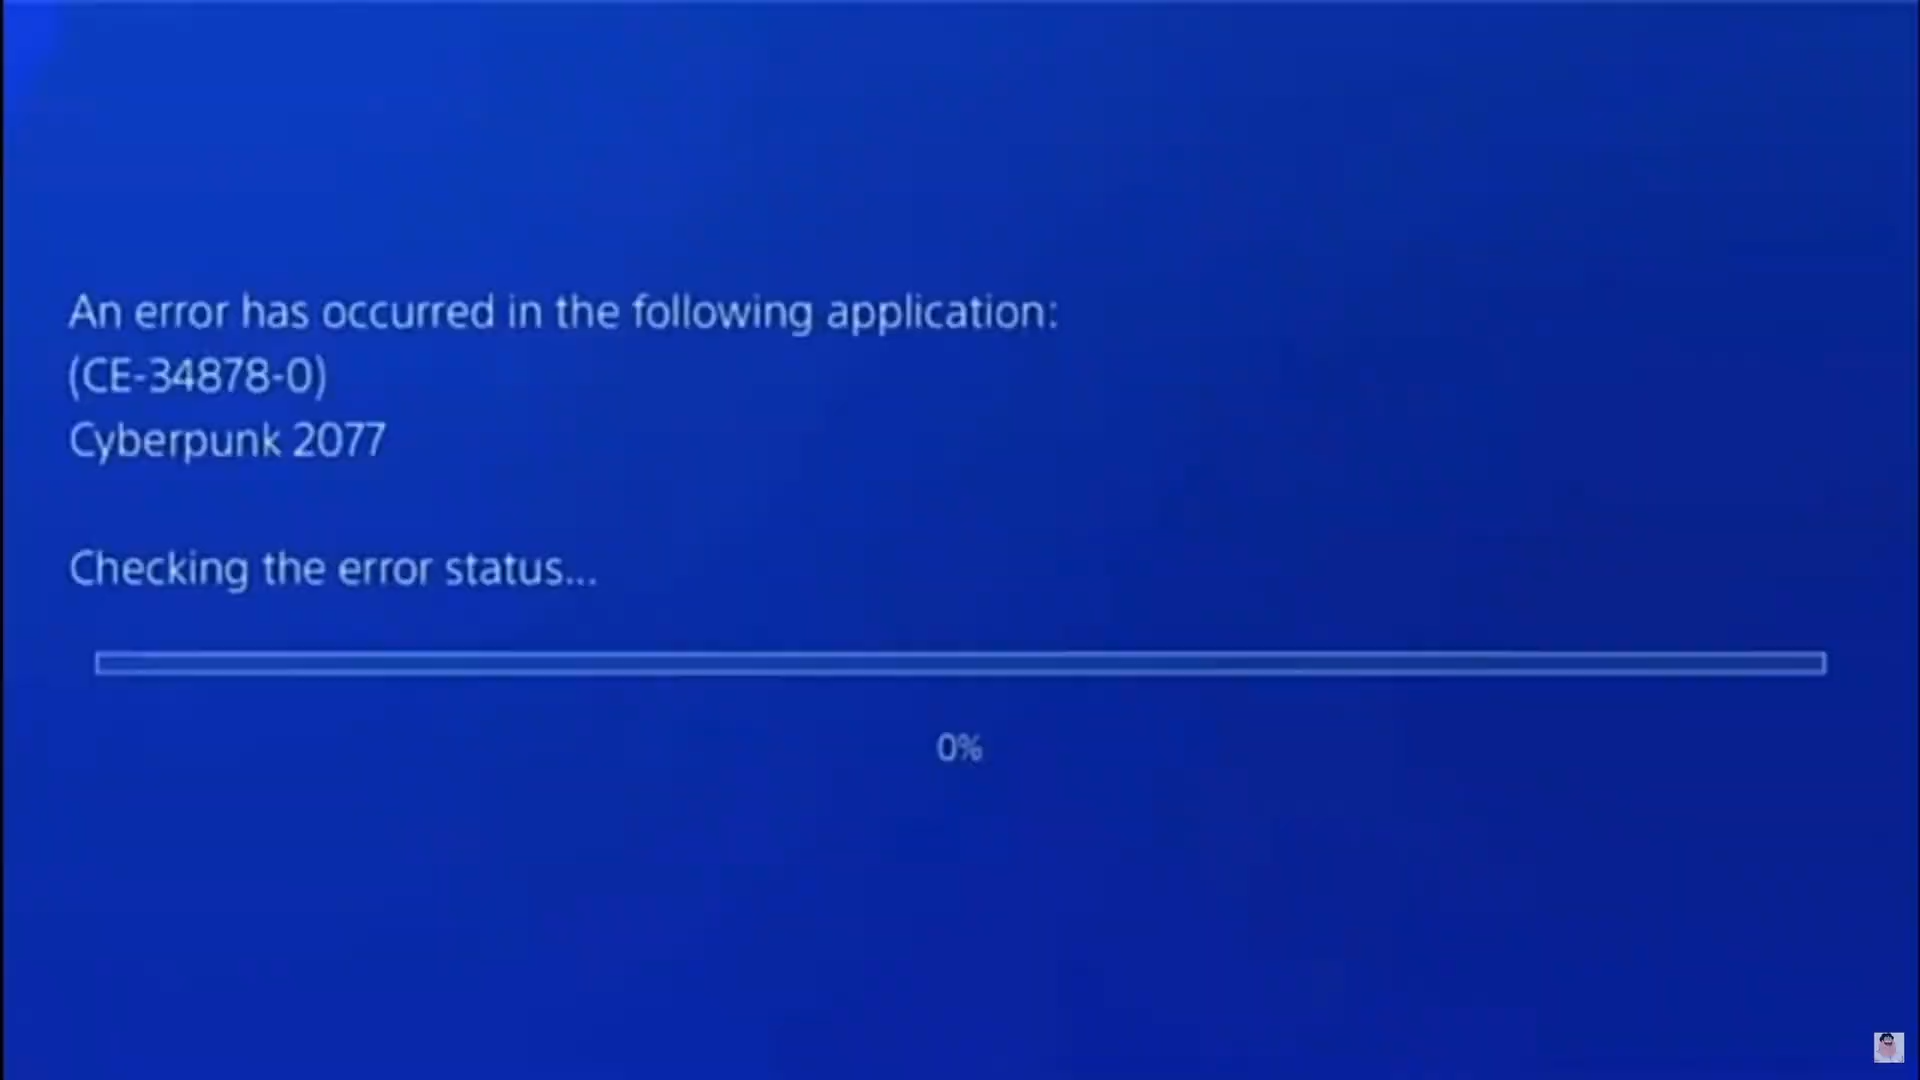 An error has occurred in the following application:
(CE-34878-0)
Cyberpunk 2077
Checking the error status...
0%